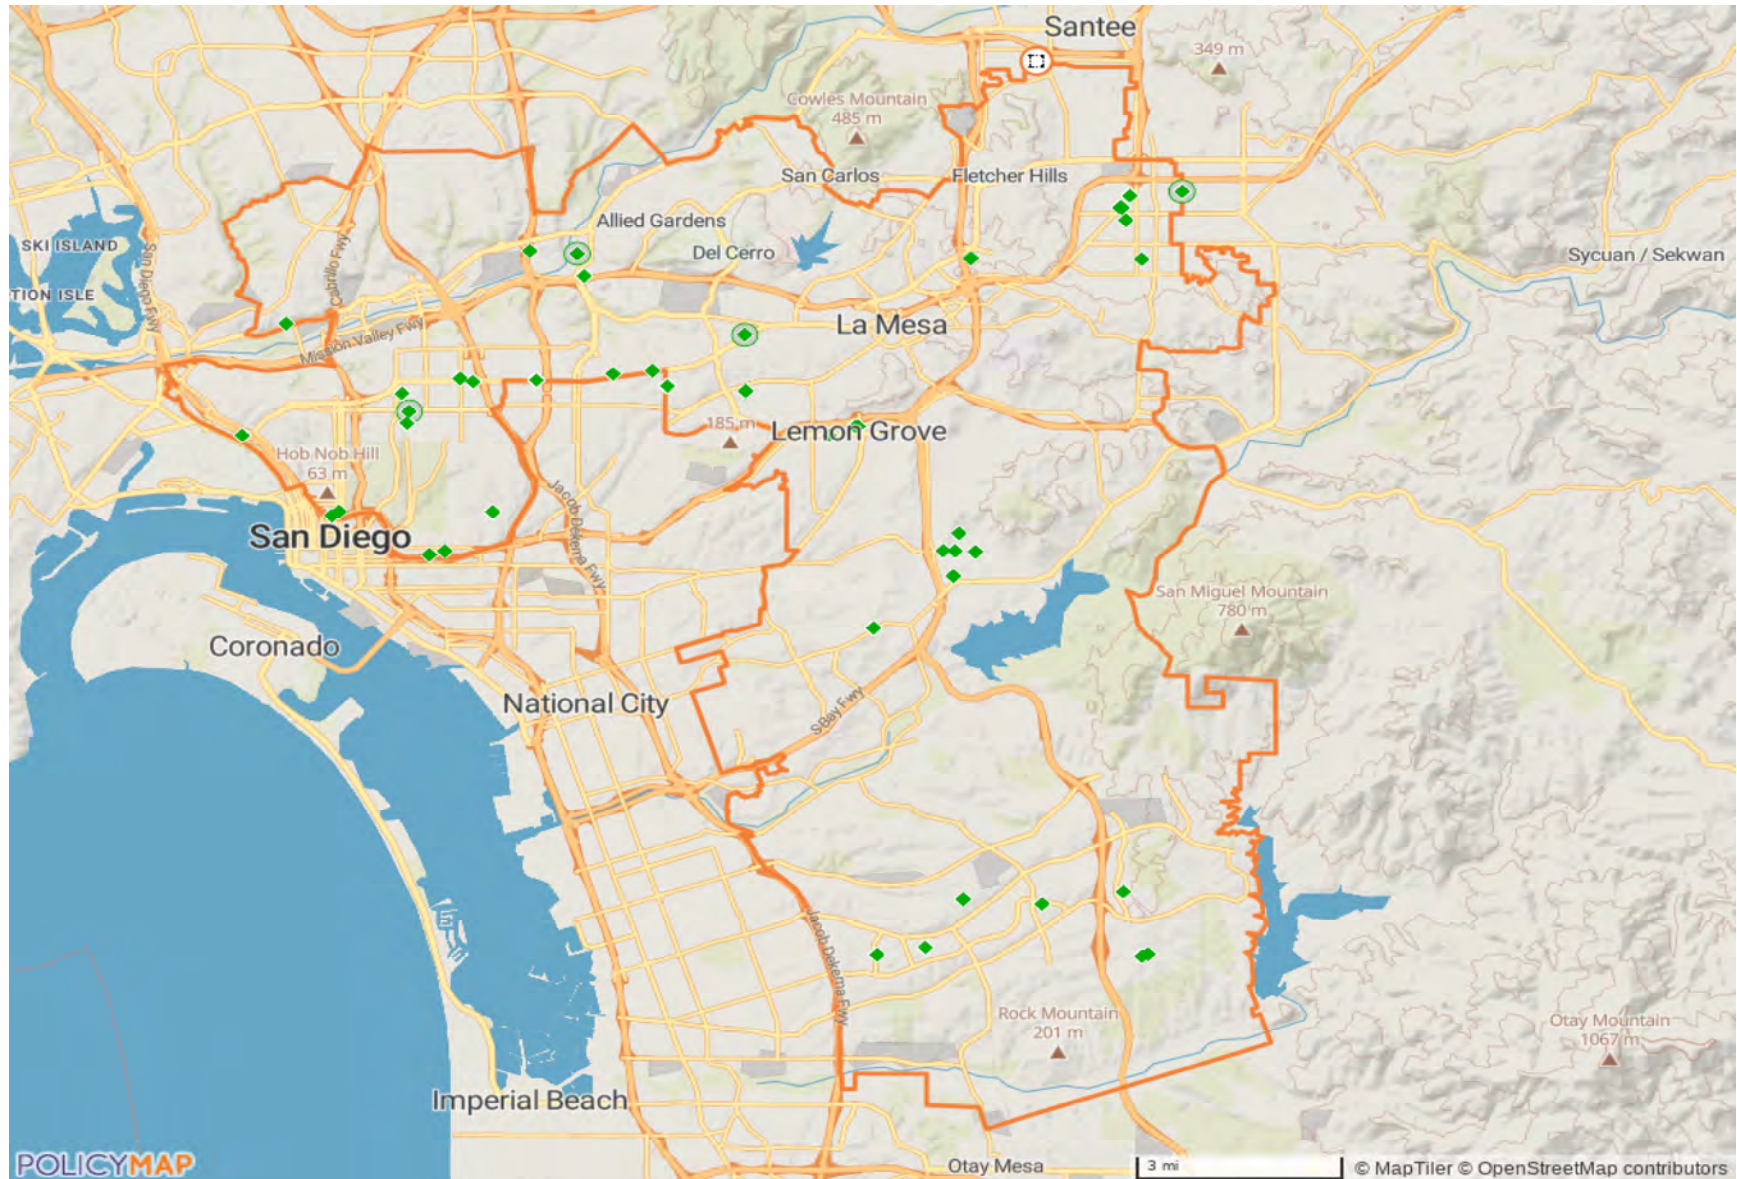 Santee
349 m
Cowles Mountain
485 m
San Carlos
Fletcher Hills
Allied Gardens
Del Cerro
SKI ISLAND
TION ISLE
San Diego Fwy
Cabrillo Fwy
Sycuan / Sekwan
Mission Valley Fwy
La Mesa
185 m
Lemon Grove
Hob Nob Hill
63 m
San Diego
Jacob Dekema Fwy
San Miguel Mountain
780 m
Coronado
National City
S Bay Fwy
Jacob Dekema Fwy
Rock Mountain
201 m
Otay Mountain
1067 m
Imperial Beach
POLICYMAP
Otay Mesa
3 mi
© MapTiler © OpenStreetMap contributors